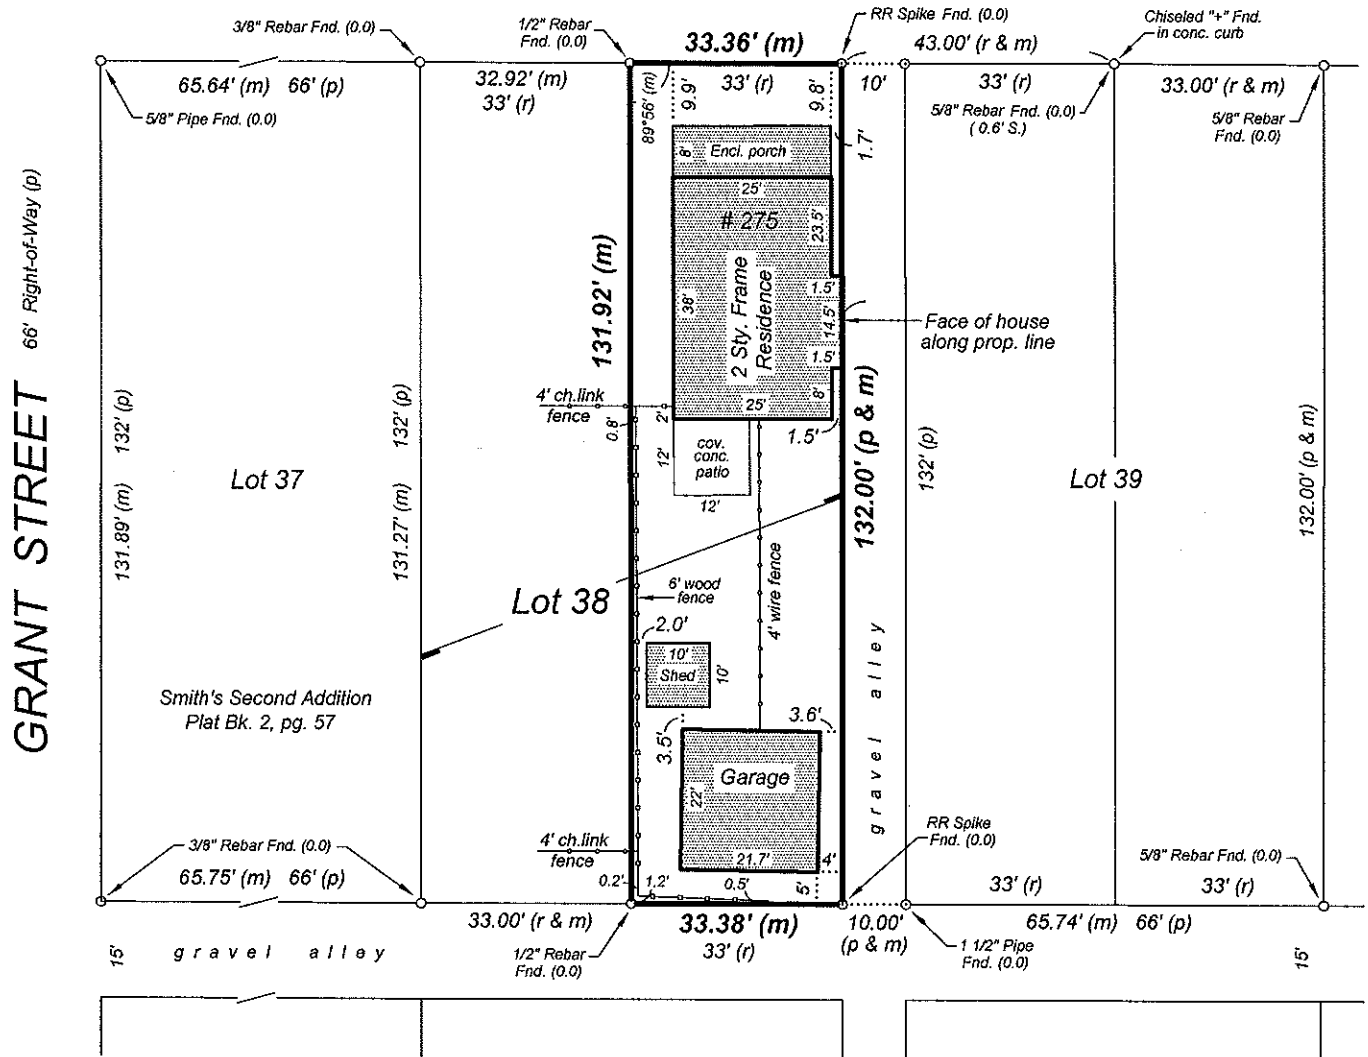 3/8" Rebar Fnd. (0.0)
1/2" Rebar
Fnd. (0.0)
33.36' (m)
RR Spike Fnd. (0.0)
43.00' (r & m)
Chiseled "+" Fnd.
in conc. curb
65.64' (m) 66' (p)
5/8" Pipe Fnd. (0.0)
32.92' (m)
33' (r)
89°56' (m)
9.9'
33' (r)
9.8'
10'
1.7'
33' (r)
5/8" Rebar Fnd. (0.0)
( 0.6' S.)
33.00' (r & m)
5/8" Rebar
Fnd. (0.0)
8'
Encl. porch
25'
# 275
23.5'
2 Sty. Frame
Residence
38'
1.5'
14.5'
1.5'
8'
25'
1.5'
Face of house
along prop. line
GRANT STREET 66' Right-of-Way (p)
131.92' (m)
4' ch.link
fence
0.8'
2'
12'
cov.
conc.
patio
12'
131.89' (m) 132' (p)
Lot 37
131.27' (m) 132' (p)
132.00' (p & m)
132' (p)
Lot 39
132.00' (p & m)
Lot 38
6' wood
fence
4' wire fence
2.0'
10'
Shed
10'
Smith's Second Addition
Plat Bk. 2, pg. 57
3.5'
3.6'
Garage
22'
21.7'
4'
5'
gravel alley
4' ch.link
fence
0.2'
1.2'
0.5'
3/8" Rebar Fnd. (0.0)
65.75' (m) 66' (p)
RR Spike
Fnd. (0.0)
5/8" Rebar Fnd. (0.0)
33' (r)
33' (r)
33.00' (r & m)
33.38' (m)
33' (r)
10.00'
(p & m)
65.74' (m) 66' (p)
15'
gravel alley
1/2" Rebar
Fnd. (0.0)
1 1/2" Pipe
Fnd. (0.0)
15'